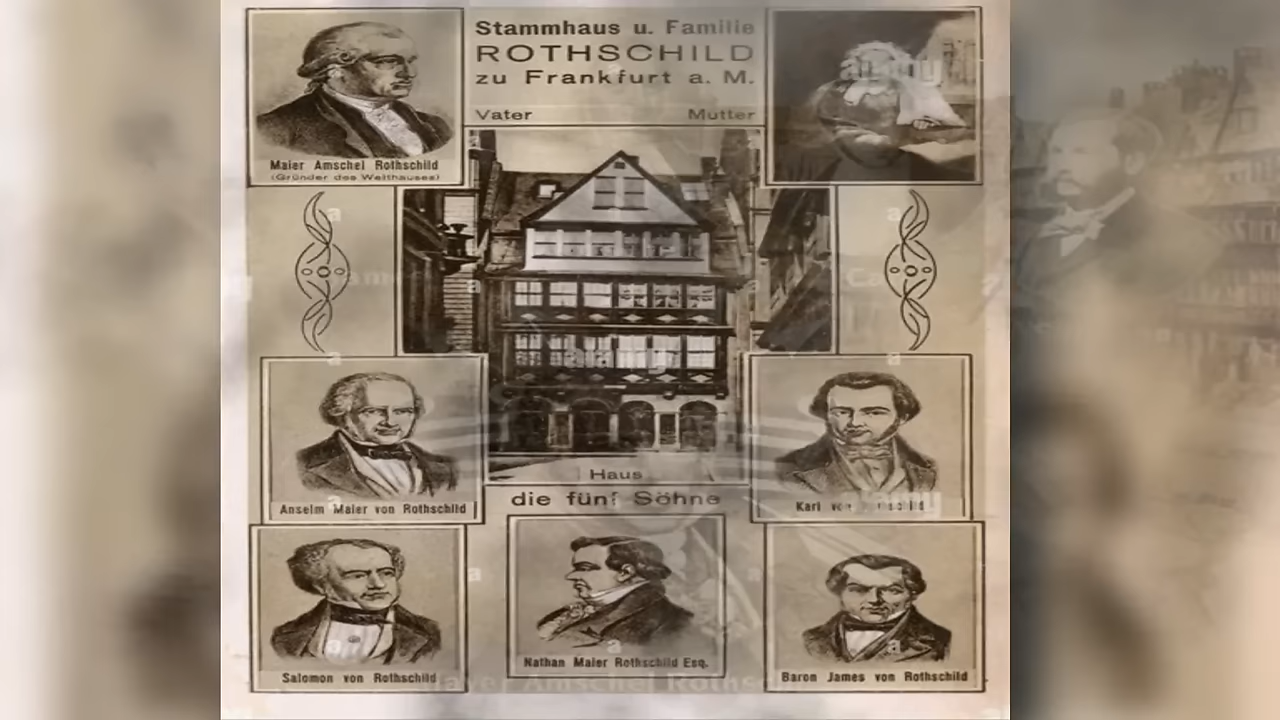 Stammhaus u. Familie
ROTHSCHILD
zu Frankfurt a. M.
Vater Mutter
Maier Amschel Rothschild
(Gründer des Welthauses)
Haus
die fünf Söhne
Anselm Maier von Rothschild
Karl von Rothschild
Salomon von Rothschild
Nathan Maier Rothschild Esq.
Baron James von Rothschild